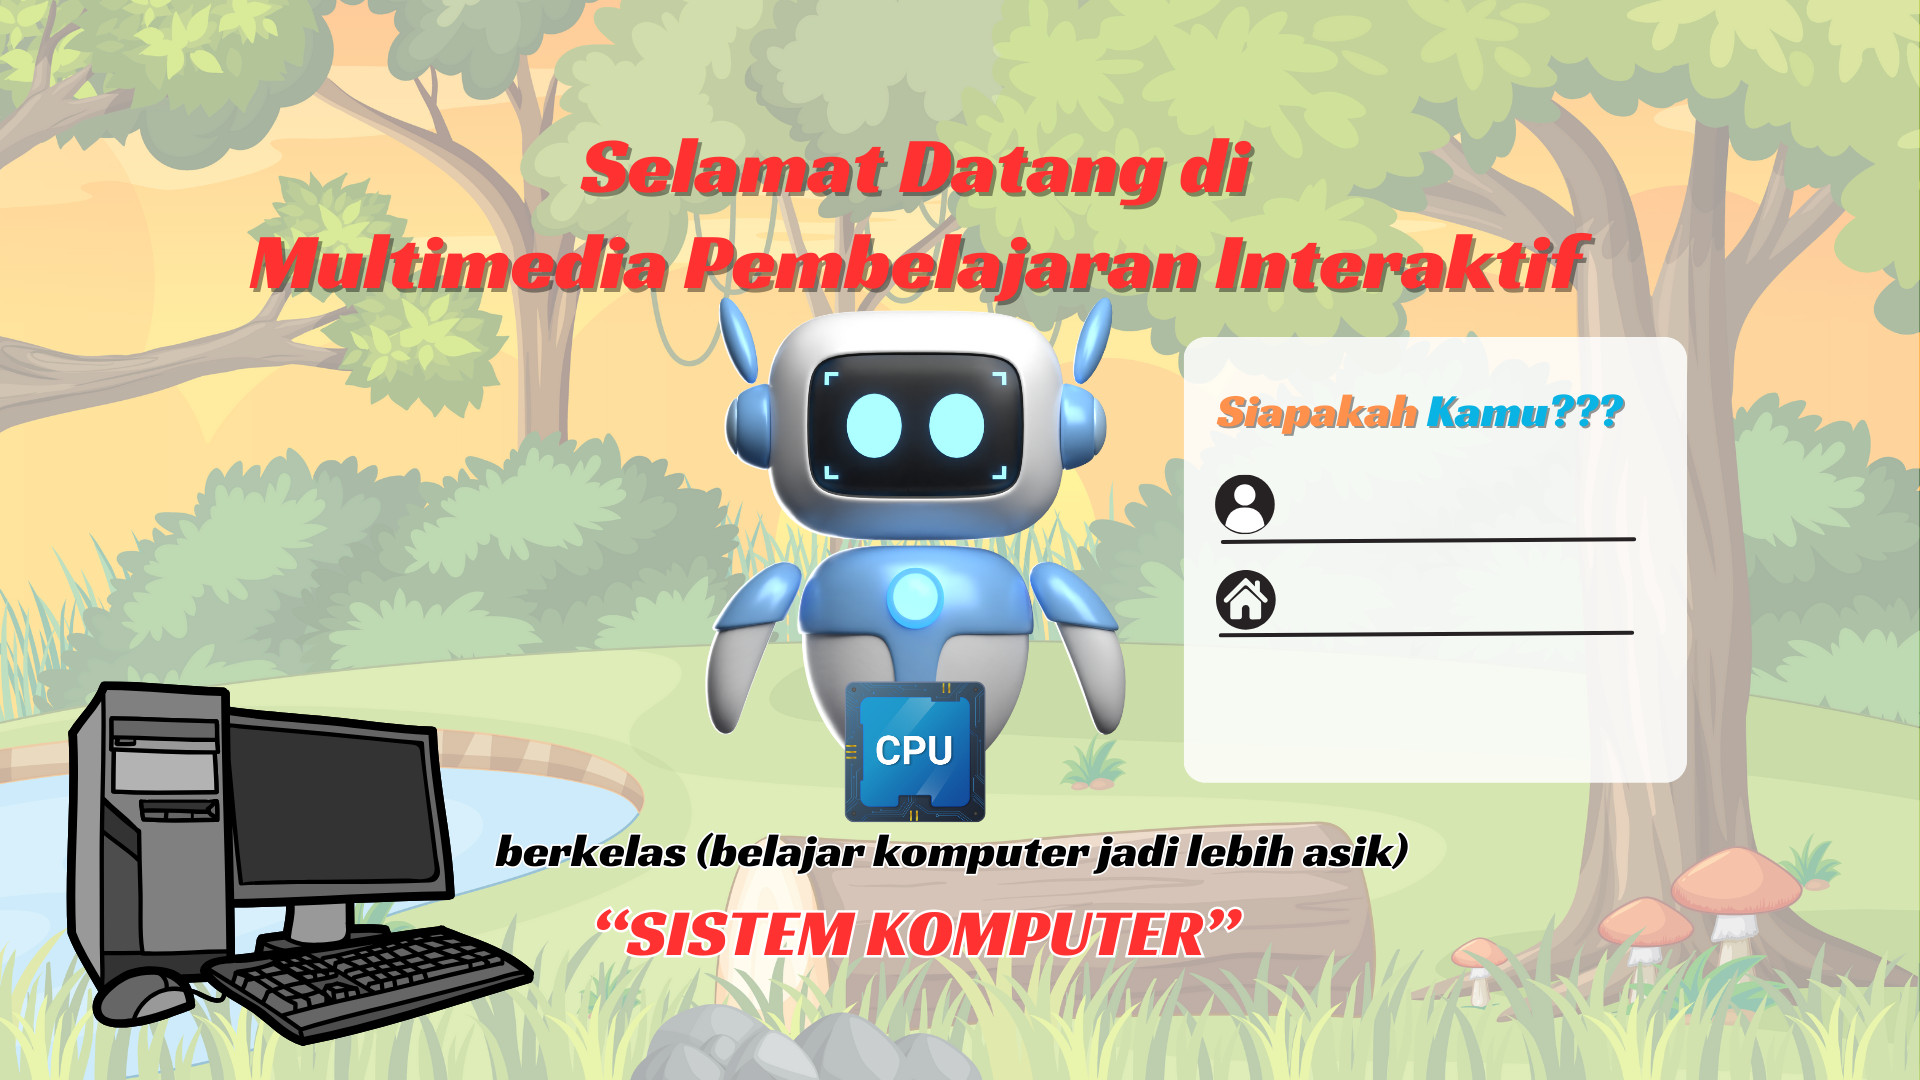 Selamat Datang di
Multimedia Pembelajaran Interaktif
Siapakah Kamu???
CPU
berkelas (belajar komputer jadi lebih asik)
“SISTEM KOMPUTER”